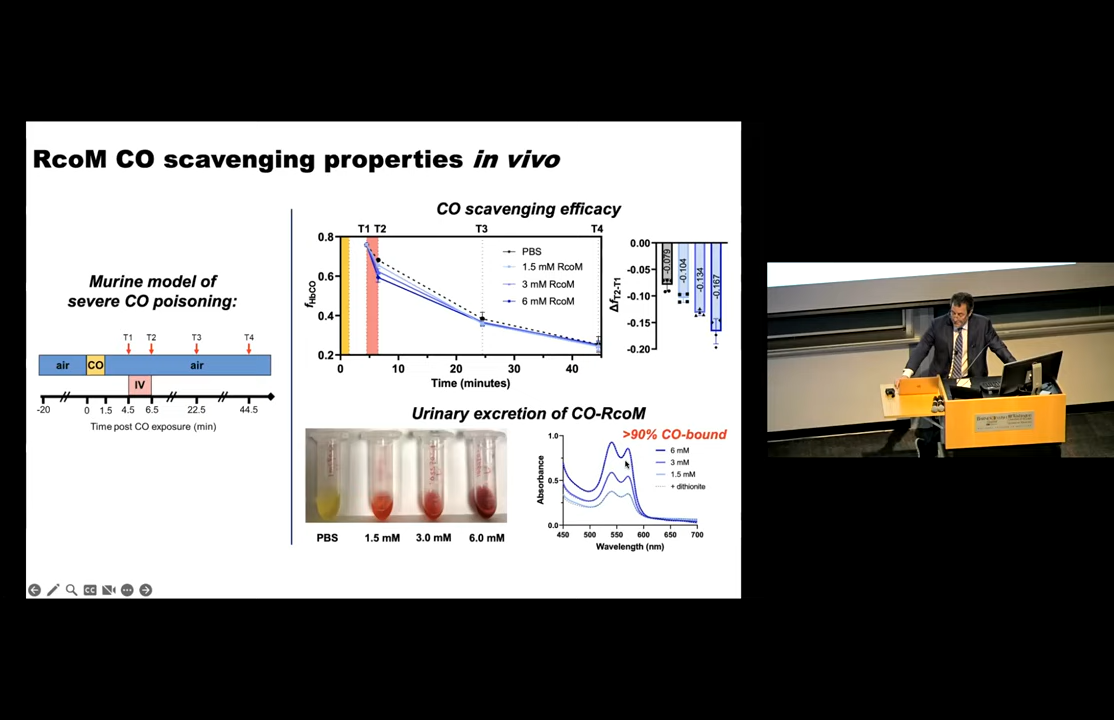 RcoM CO scavenging properties in vivo
Murine model of
severe CO poisoning:
T1 T2 T3 T4
air CO air
IV
-20 0 1.5 4.5 6.5 22.5 44.5
Time post CO exposure (min)
CO scavenging efficacy
T1 T2 T3 T4
0.8
0.6
0.4
0.2
fHbCO
0 10 20 30 40
Time (minutes)
PBS
1.5 mM RcoM
3 mM RcoM
6 mM RcoM
0.00
-0.05
-0.10
-0.15
-0.20
ΔfT2-T1
-0.079
-0.104
-0.134
-0.167
Urinary excretion of CO-RcoM
PBS 1.5 mM 3.0 mM 6.0 mM
>90% CO-bound
1.0
0.5
0.0
Absorbance
6 mM
3 mM
1.5 mM
+ dithionite
450 500 550 600 650 700
Wavelength (nm)
CC